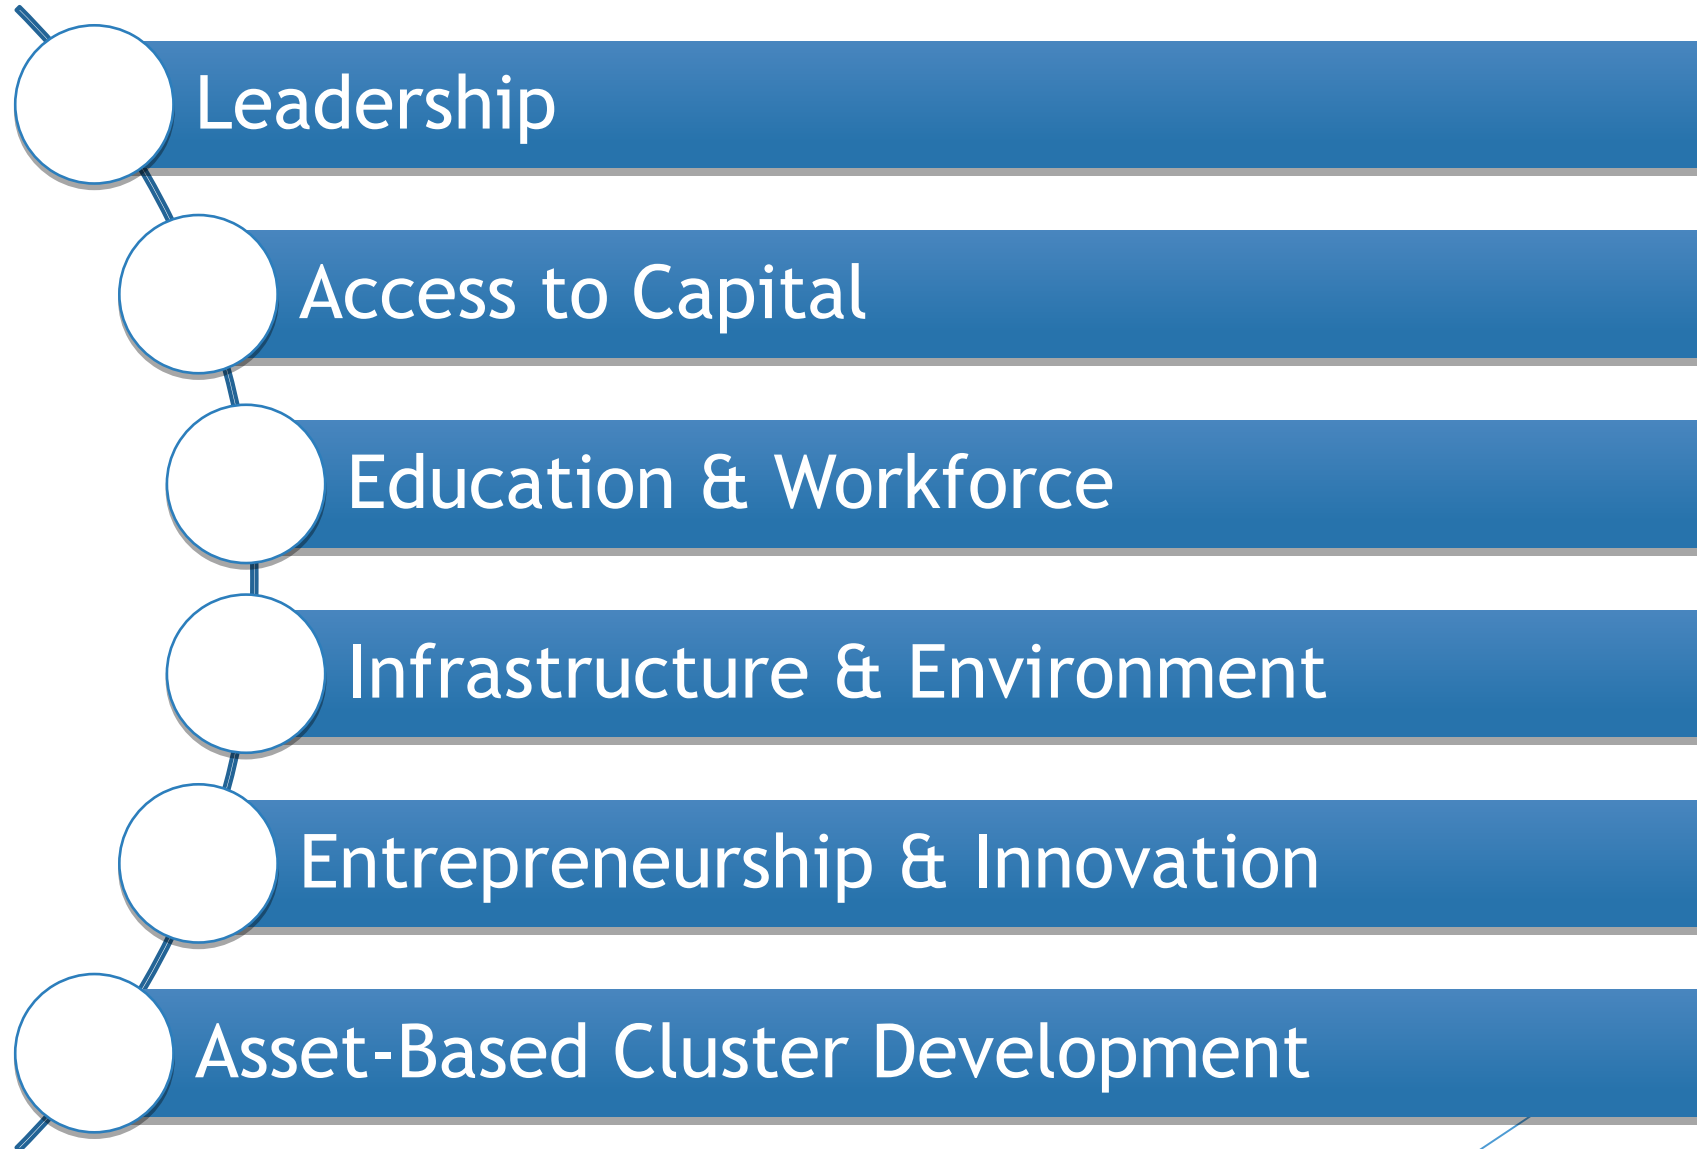 Leadership
Access to Capital
Education & Workforce
Infrastructure & Environment
Entrepreneurship & Innovation
Asset-Based Cluster Development